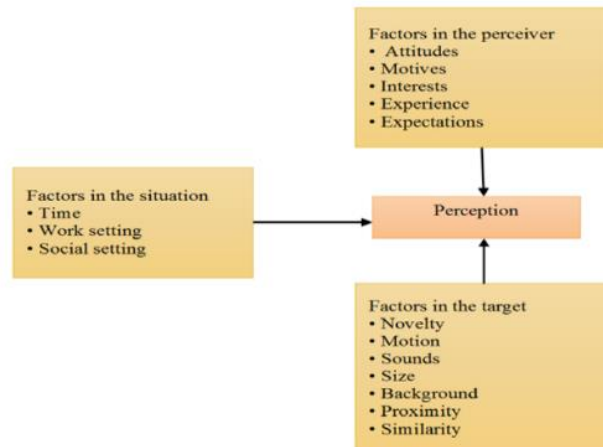 Factors in the perceiver
• Attitudes
• Motives
• Interests
• Experience
• Expectations
Factors in the situation
• Time
• Work setting
• Social setting
Perception
Factors in the target
• Novelty
• Motion
• Sounds
• Size
• Background
• Proximity
• Similarity